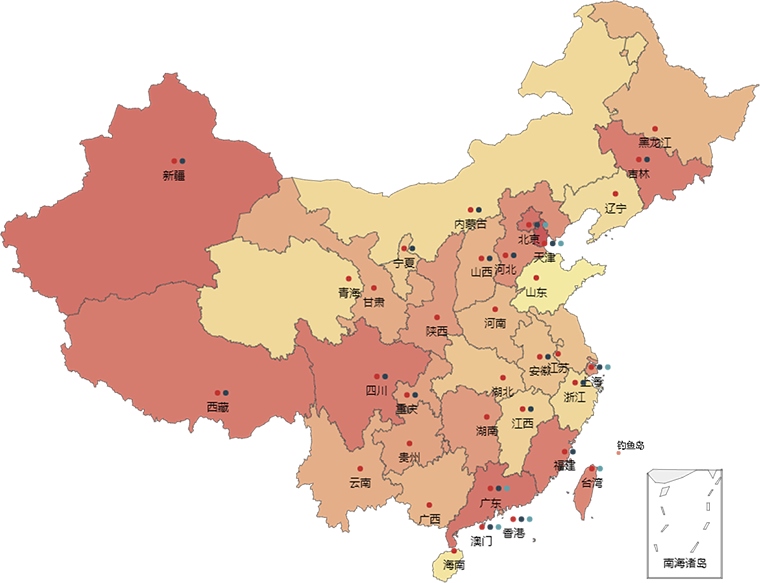 黑龙江
吉林
新疆
辽宁
内蒙古
北京
天津
宁夏
山西
河北
青海
甘肃
山东
陕西
河南
安徽
江苏
上海
四川
湖北
浙江
西藏
重庆
湖南
江西
钓鱼岛
贵州
福建
云南
台湾
广东
广西
澳门
香港
海南
南海诸岛